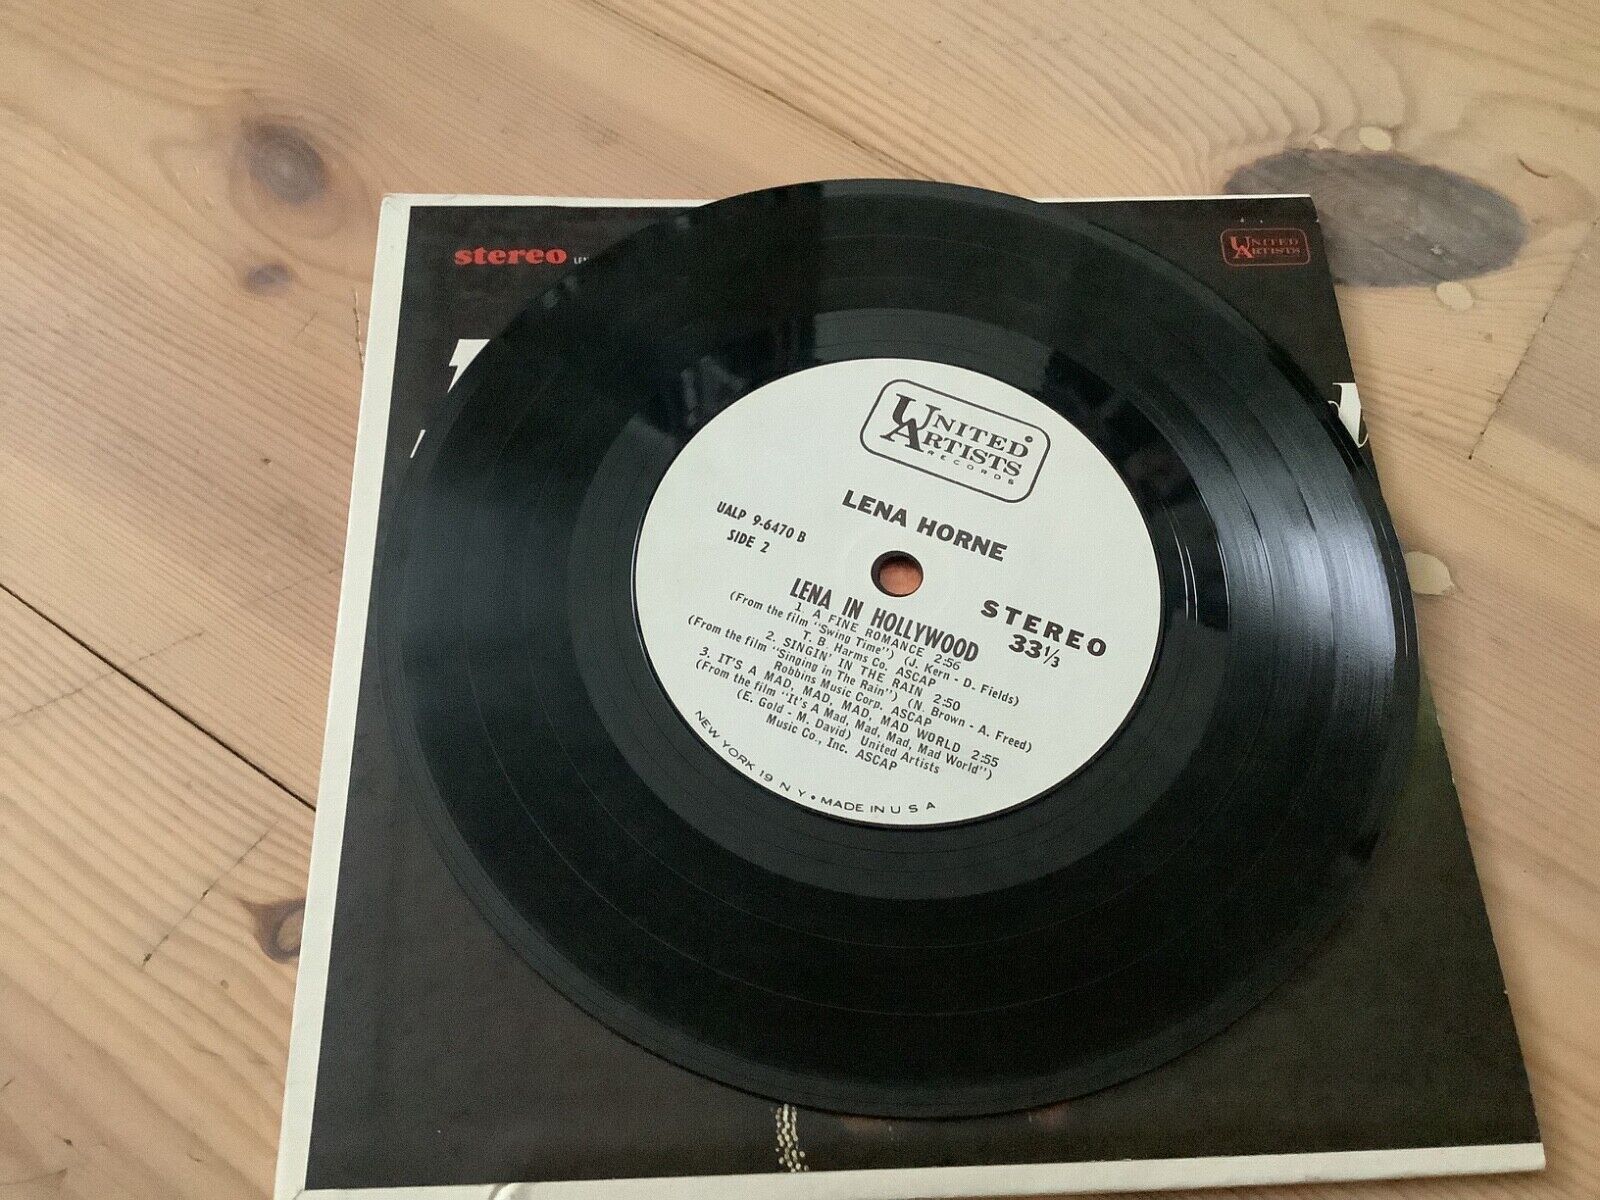 stereo
UNITED
ARTISTS
UNITED
ARTISTS
RECORDS
LENA HORNE
UALP 9-6470 B
SIDE 2
STEREO
33 1/3
LENA IN HOLLYWOOD
1. A FINE ROMANCE 2:56
(From the film "Swing Time") (J. Kern - D. Fields)
T. B. Harms Co. ASCAP
2. SINGIN' IN THE RAIN 2:50
(From the film "Singing in The Rain") (N. Brown - A. Freed)
Robbins Music Corp. ASCAP
3. IT'S A MAD, MAD, MAD, MAD WORLD 2:55
(From the film "It's A Mad, Mad, Mad, Mad World")
(E. Gold - M. David) United Artists
Music Co., Inc. ASCAP
NEW YORK 19 N Y • MADE IN U S A